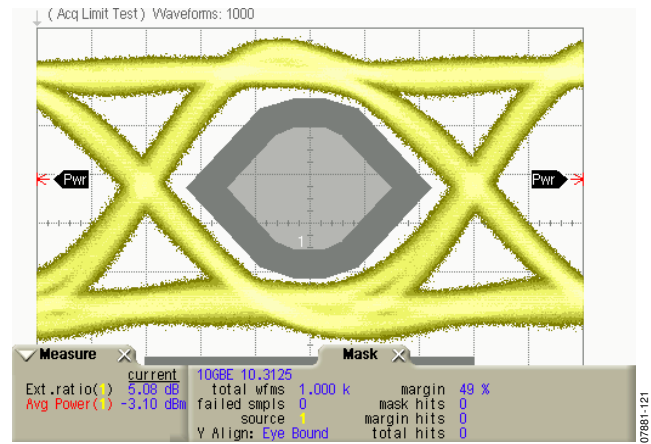 ( Acq Limit Test ) Waveforms: 1000
Pwr
Pwr
1
Measure
Mask
current
Ext.ratio(1) 5.08 dB
Avg Power(1) -3.10 dBm
10GBE 10.3125
total wfms 1.000 k margin 49 %
failed smpls 0 mask hits 0
source 1 margin hits 0
Y Align: Eye Bound total hits 0
07881-121